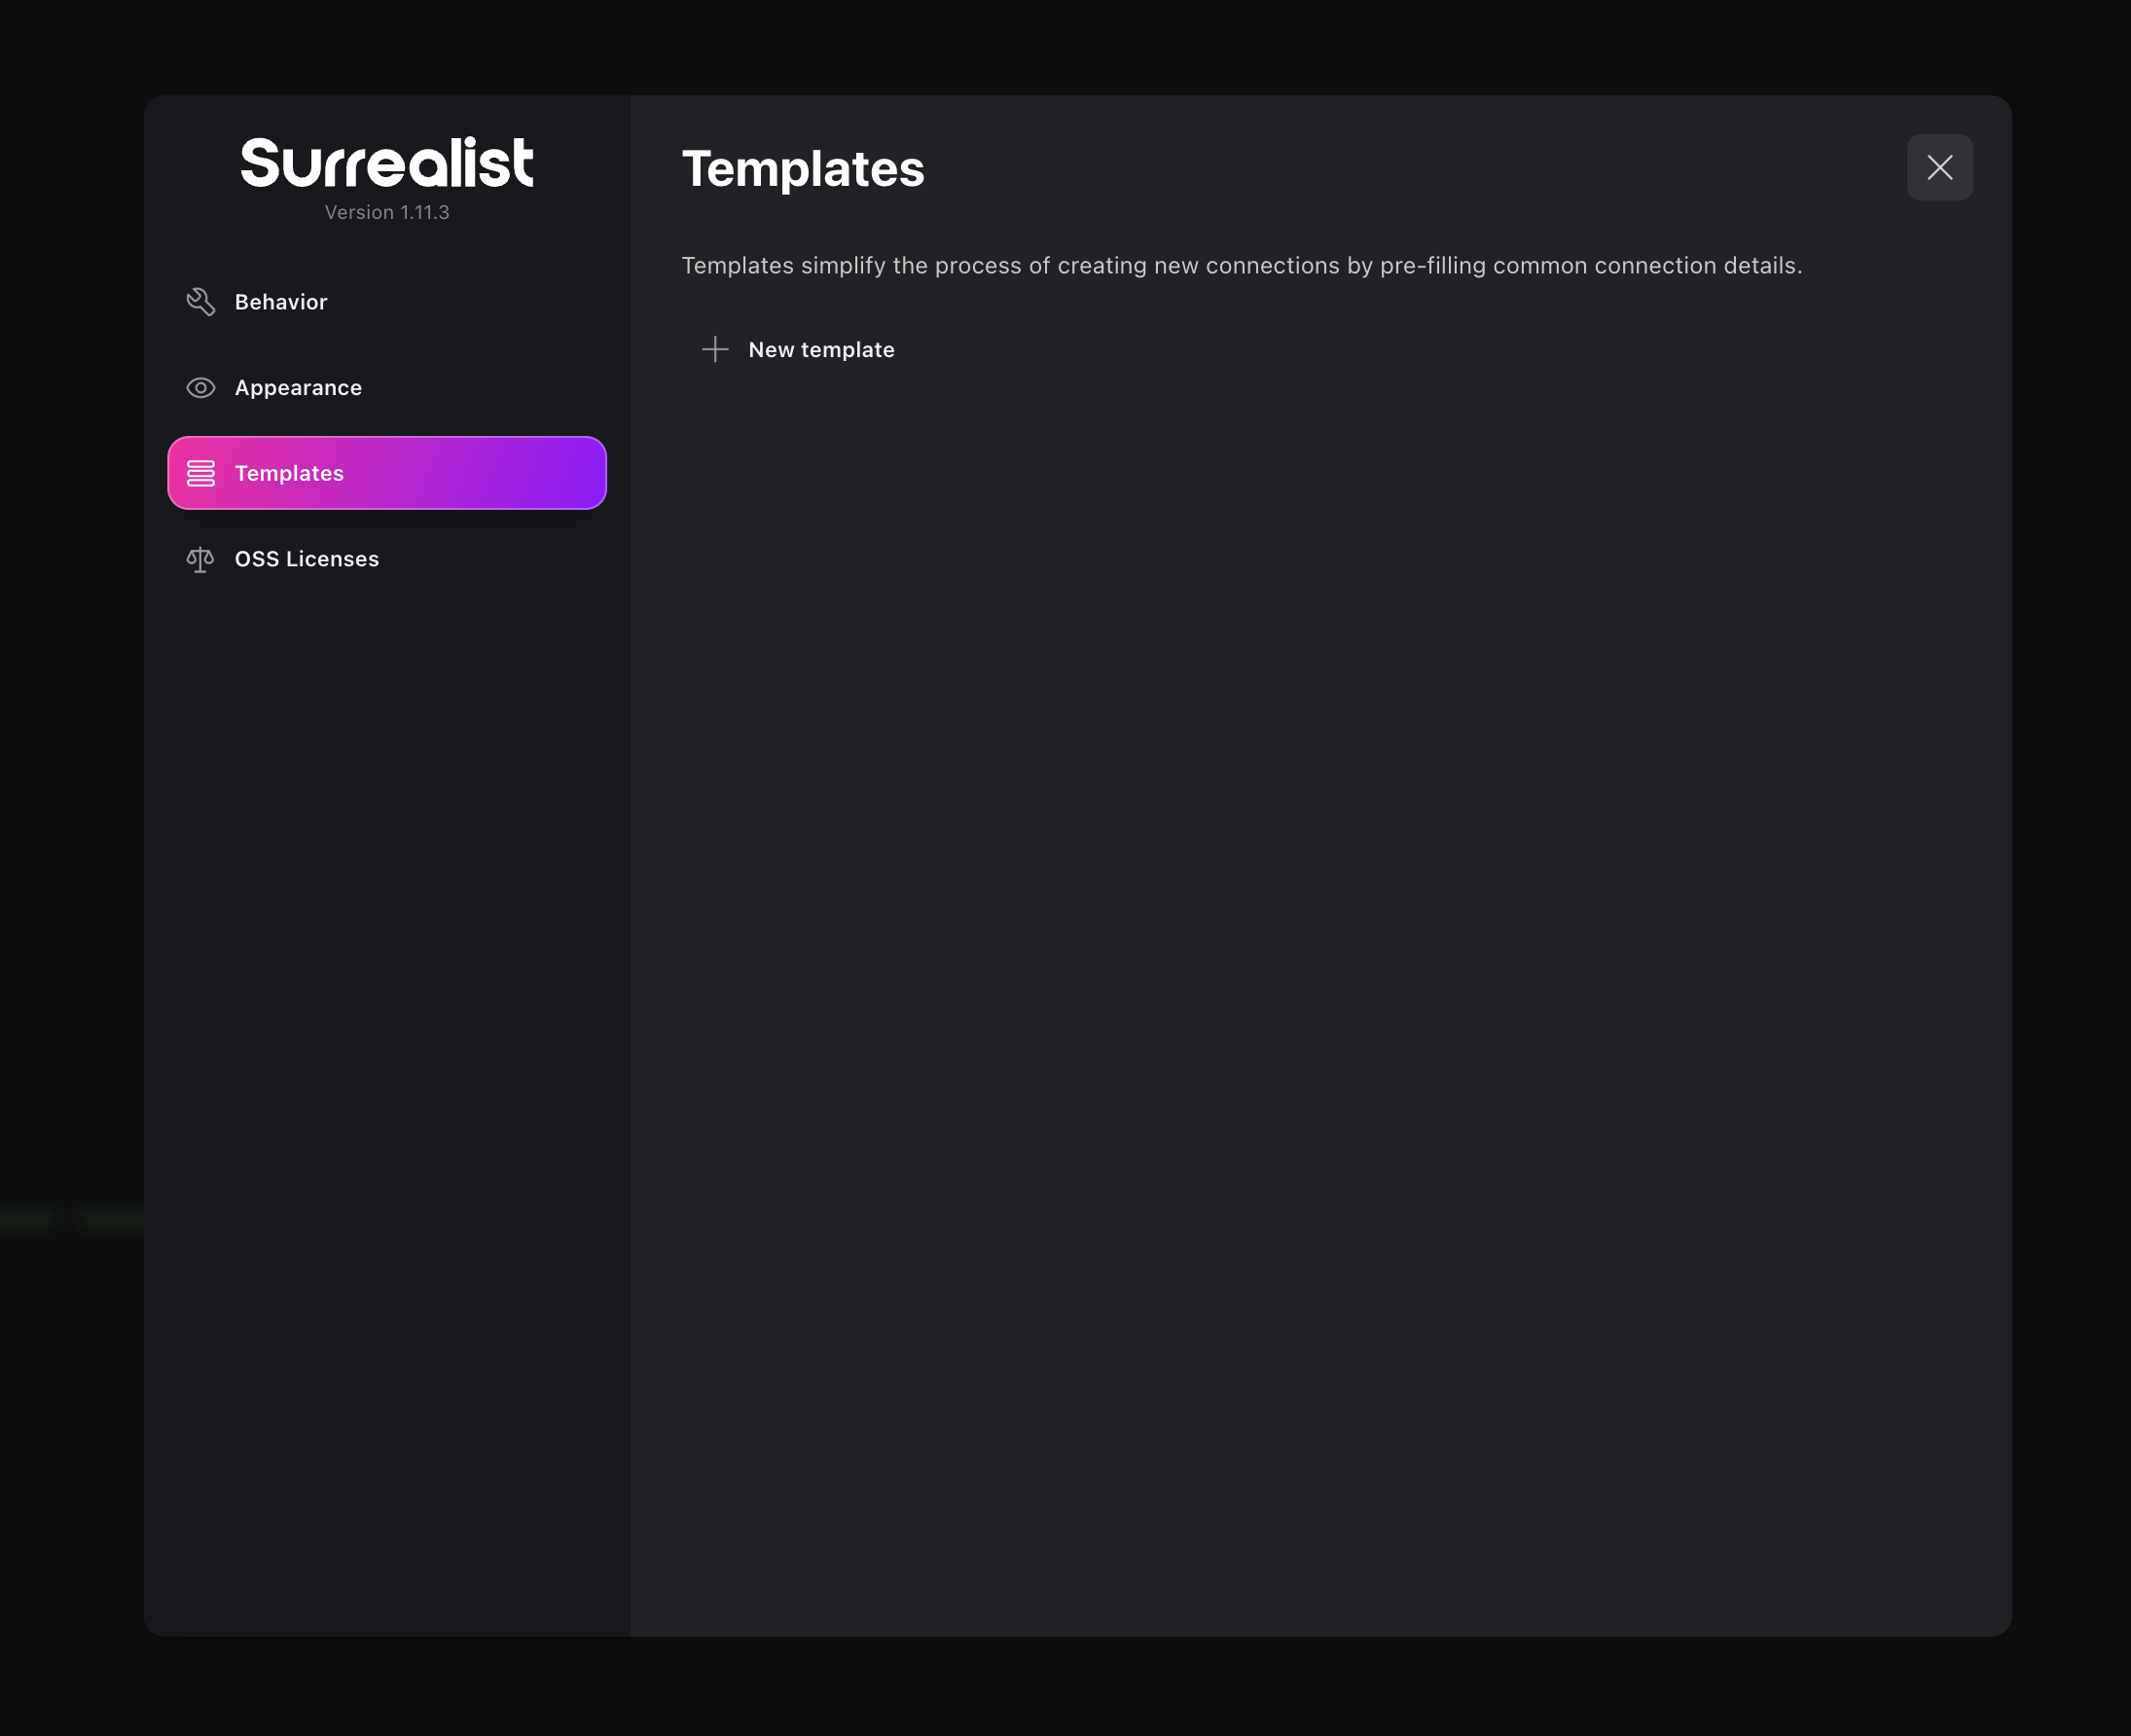 Surrealist
Version 1.11.3
Behavior
Appearance
Templates
OSS Licenses
Templates
Templates simplify the process of creating new connections by pre-filling common connection details.
New template